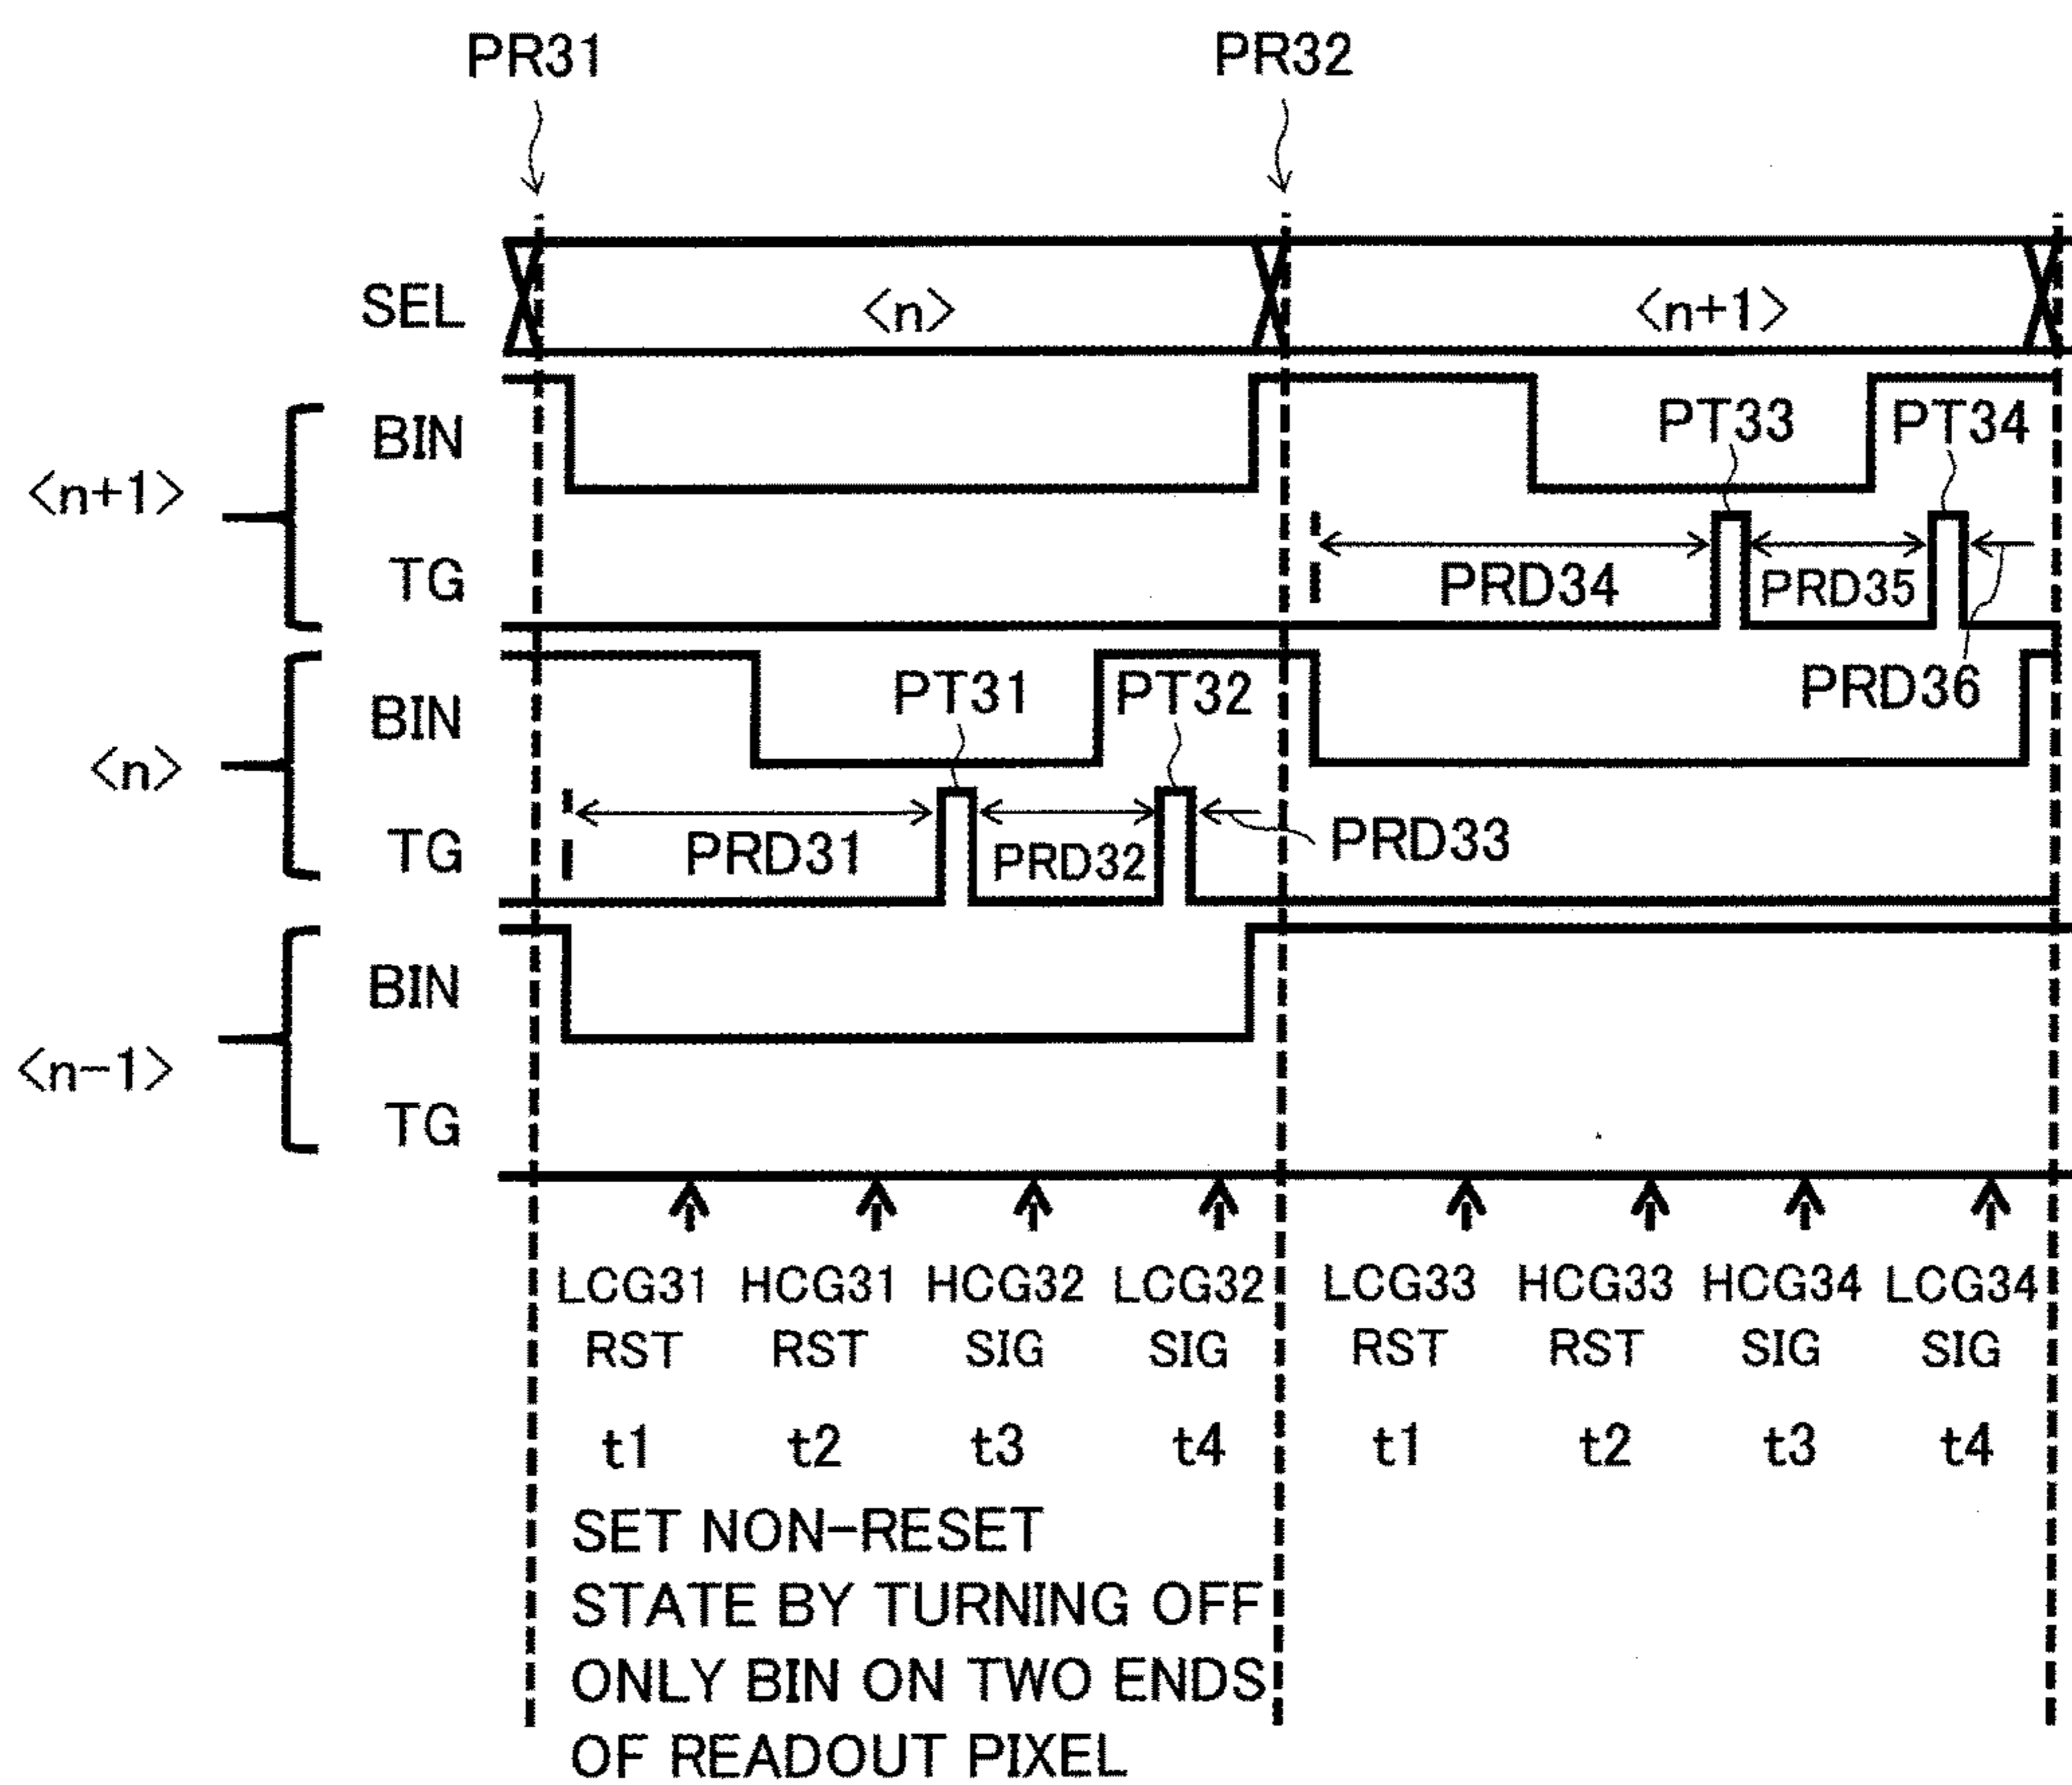 PR31 PR32
SEL <n> <n+1>
<n+1> BIN PT33 PT34
TG PRD34 PRD35 PRD36
<n> BIN PT31 PT32
TG PRD31 PRD32 PRD33
<n-1> BIN
TG
LCG31 HCG31 HCG32 LCG32 LCG33 HCG33 HCG34 LCG34
RST RST SIG SIG RST RST SIG SIG
t1 t2 t3 t4 t1 t2 t3 t4
SET NON-RESET
STATE BY TURNING OFF
ONLY BIN ON TWO ENDS
OF READOUT PIXEL